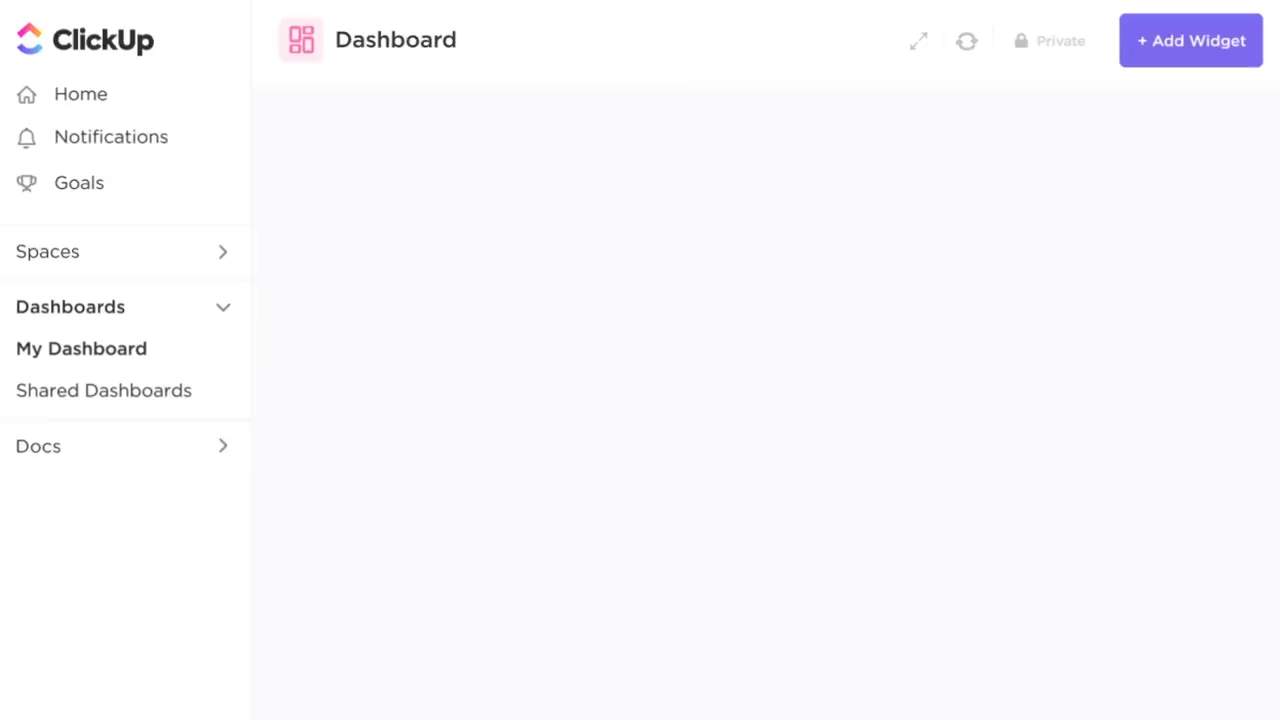 ClickUp
Home
Notifications
Goals
Spaces
Dashboards
My Dashboard
Shared Dashboards
Docs
Dashboard
Private
+ Add Widget